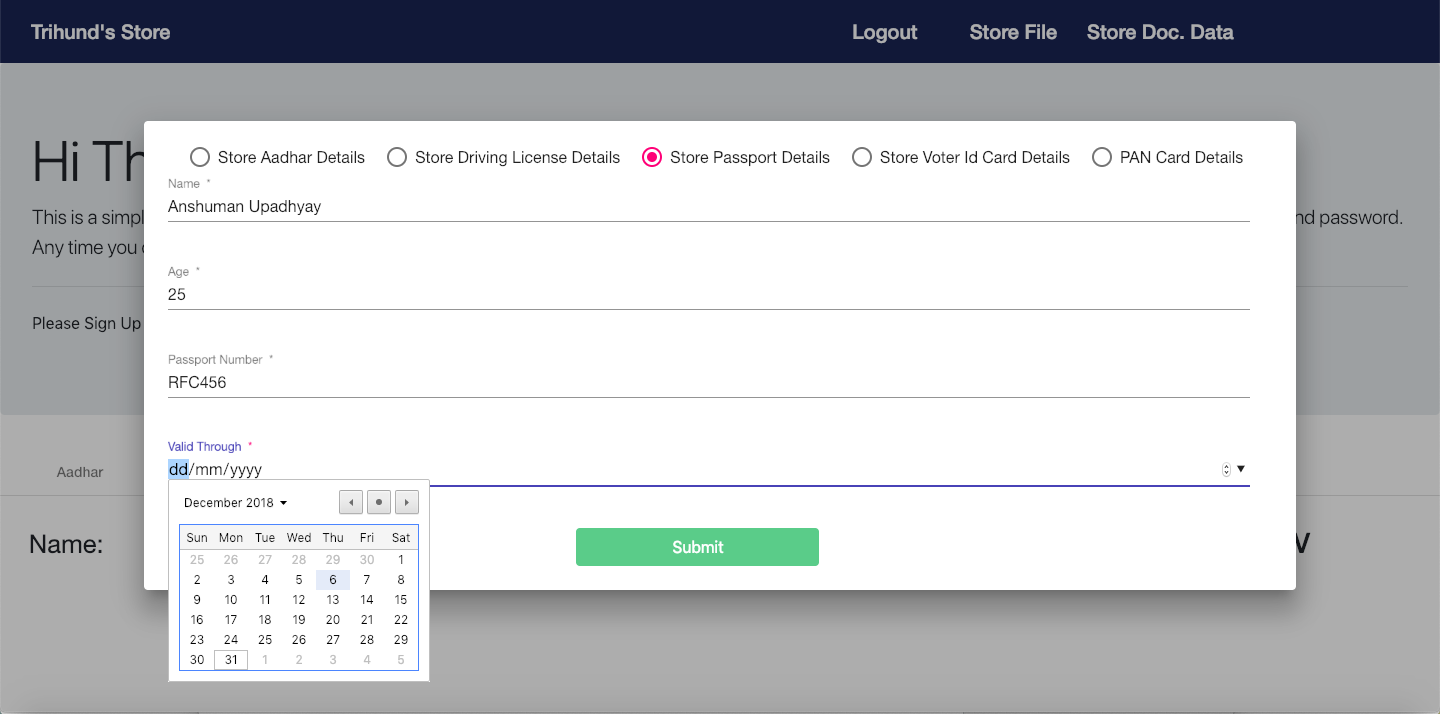 Trihund's Store Logout Store File Store Doc. Data
Hi Th
Store Aadhar Details Store Driving License Details Store Passport Details Store Voter Id Card Details PAN Card Details
Name *
Anshuman Upadhyay
This is a simpl nd password.
Any time you
Age *
25
Please Sign Up
Passport Number *
RFC456
Valid Through *
dd/mm/yyyy
Aadhar
December 2018
Name:
Submit
Sun Mon Tue Wed Thu Fri Sat
25 26 27 28 29 30 1
2 3 4 5 6 7 8
9 10 11 12 13 14 15
16 17 18 19 20 21 22
23 24 25 26 27 28 29
30 31 1 2 3 4 5